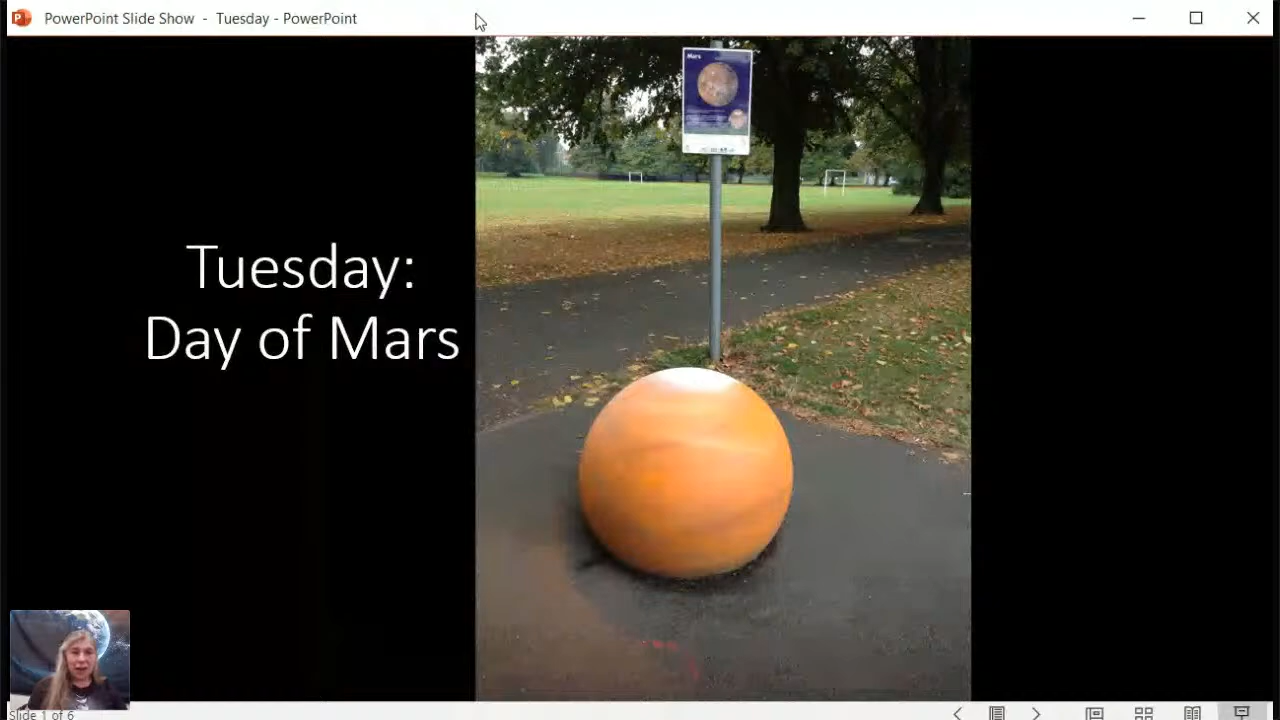 PowerPoint Slide Show - Tuesday - PowerPoint
Mars
Tuesday:
Day of Mars
Slide 1 of 6